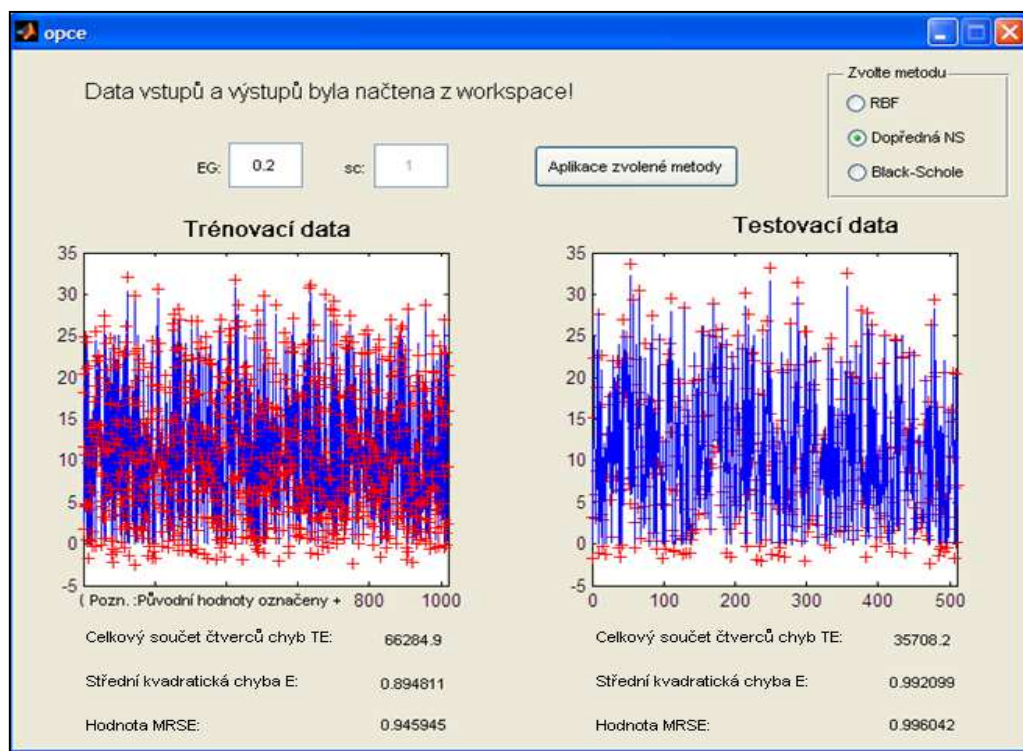 opce
Data vstupů a výstupů byla načtena z workspace!
Zvolte metodu
RBF
Dopředná NS
Black-Schole
EG:
0.2
sc:
1
Aplikace zvolené metody
Trénovací data
35
30
25
20
15
10
5
0
-5
( Pozn. :Původní hodnoty označeny +
800
1000
Celkový součet čtverců chyb TE:
66284.9
Střední kvadratická chyba E:
0.894811
Hodnota MRSE:
0.945945
Testovací data
35
30
25
20
15
10
5
0
-5
0
100
200
300
400
500
Celkový součet čtverců chyb TE:
35708.2
Střední kvadratická chyba E:
0.992099
Hodnota MRSE:
0.996042